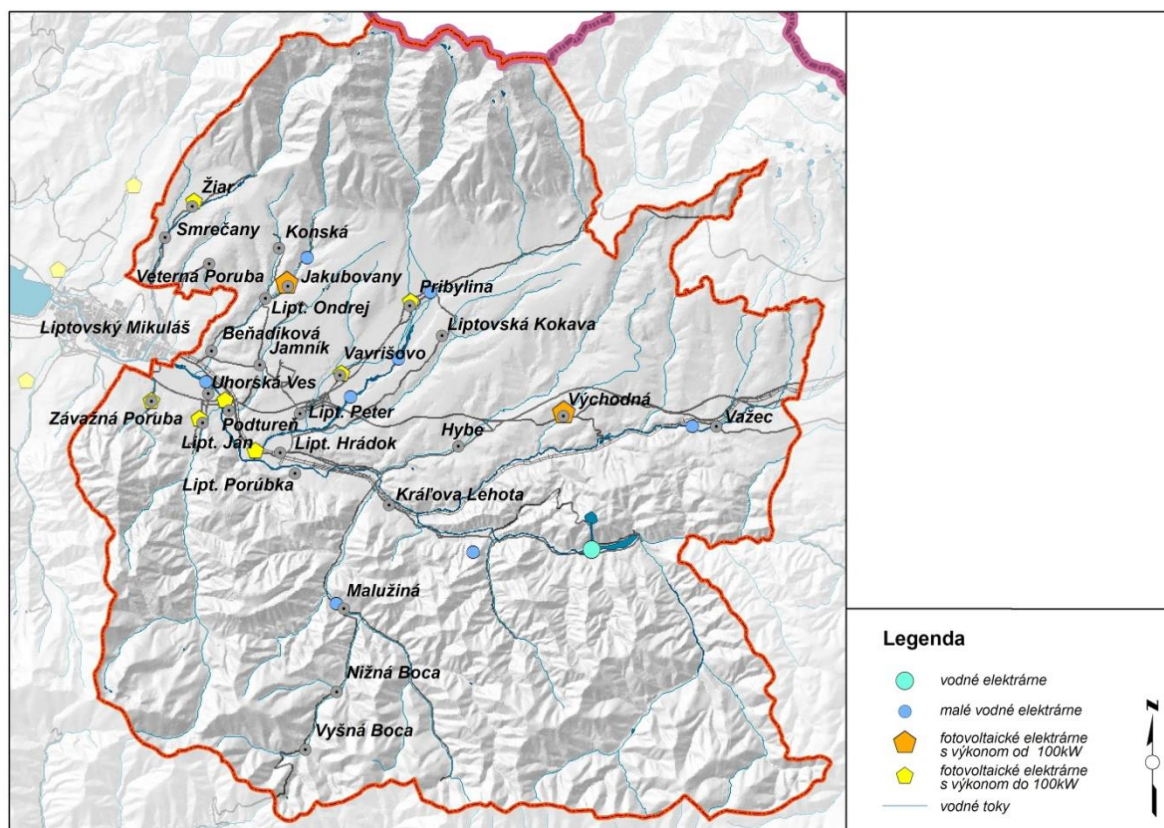 Žiar
Smrečany
Konská
Veterná Poruba
Jakubovany
Pribylina
Lipt. Ondrej
Liptovský Mikuláš
Beňadiková
Liptovská Kokava
Jamník
Vavrišovo
Uhorská Ves
Východná
Závažná Poruba
Podtureň
Lipt. Peter
Važec
Lipt. Ján
Lipt. Hrádok
Hybe
Lipt. Porúbka
Kráľova Lehota
Malužiná
Nižná Boca
Vyšná Boca
Legenda
vodné elektrárne
malé vodné elektrárne
fotovoltaické elektrárne
s výkonom od 100kW
fotovoltaické elektrárne
s výkonom do 100kW
vodné toky
Z